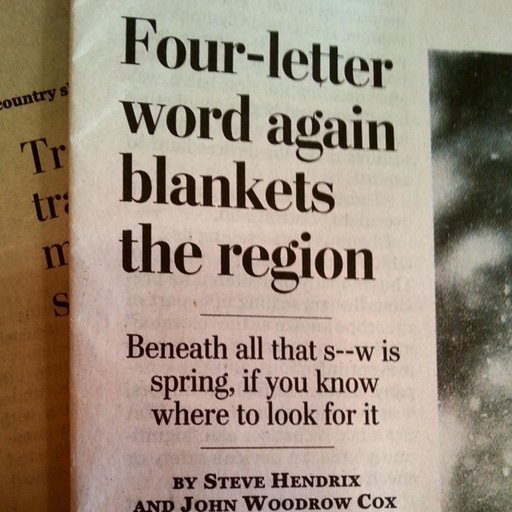 Four-letter
word again
blankets
the region
Beneath all that s--w is
spring, if you know
where to look for it
BY STEVE HENDRIX
AND JOHN WOODROW COX
country